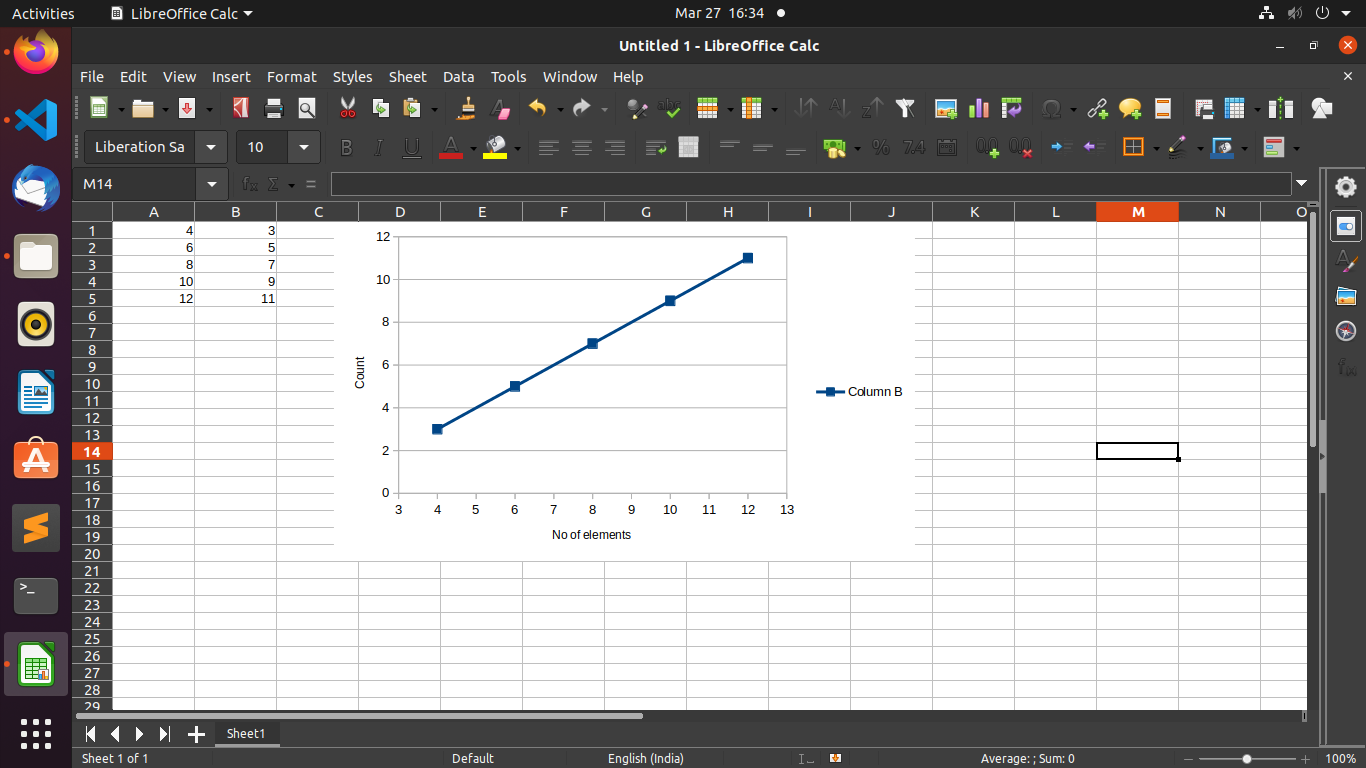 Activities LibreOffice Calc Mar 27 16:34
Untitled 1 - LibreOffice Calc
File Edit View Insert Format Styles Sheet Data Tools Window Help
Liberation Sa 10
M14
A B C D E F G H I J K L M N O
1 4 3
2 6 5
3 8 7
4 10 9
5 12 11
6
7
8
9
10
11
12
13
14
15
16
17
18
19
20
21
22
23
24
25
26
27
28
29
12
10
8
6
4
2
0
Count
3 4 5 6 7 8 9 10 11 12 13
No of elements
Column B
Sheet1
Sheet 1 of 1 Default English (India) Average: ; Sum: 0 100%